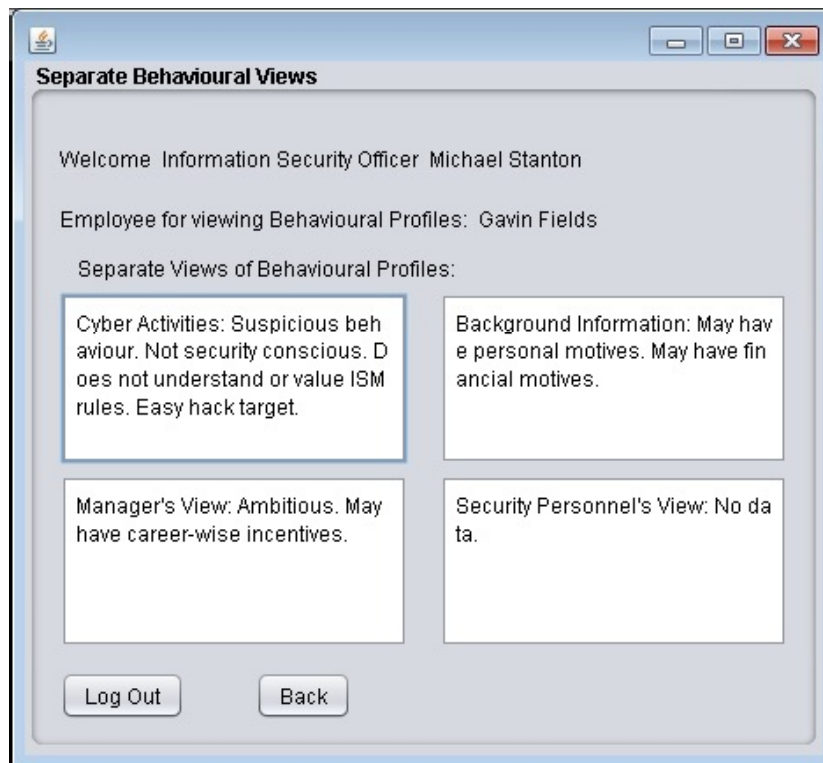 Separate Behavioural Views
Welcome Information Security Officer Michael Stanton
Employee for viewing Behavioural Profiles: Gavin Fields
Separate Views of Behavioural Profiles:
Cyber Activities: Suspicious beh
aviour. Not security conscious. D
oes not understand or value ISM
rules. Easy hack target.
Background Information: May hav
e personal motives. May have fin
ancial motives.
Manager's View: Ambitious. May
have career-wise incentives.
Security Personnel's View: No da
ta.
Log Out
Back